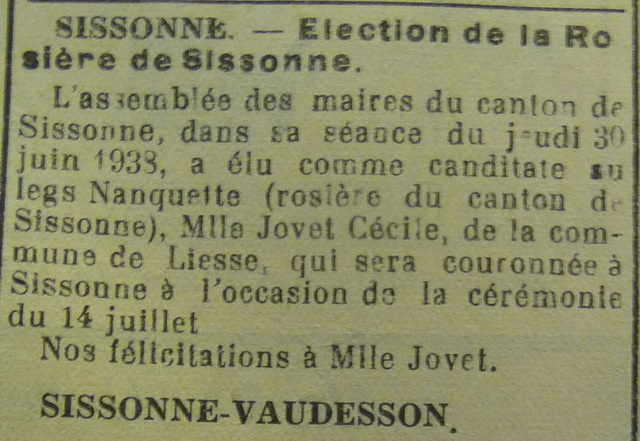 SISSONNE. — Election de la Ro
sière de Sissonne.
L'assemblée des maires du canton de
Sissonne, dans sa séance du jeudi 30
juin 1938, a élu comme canditate au
legs Nanquette (rosière du canton de
Sissonne), Mlle Jovet Cécile, de la com-
mune de Liesse, qui sera couronnée à
Sissonne à l'occasion de la cérémonie
du 14 juillet
Nos félicitations à Mlle Jovet.
SISSONNE-VAUDESSON.